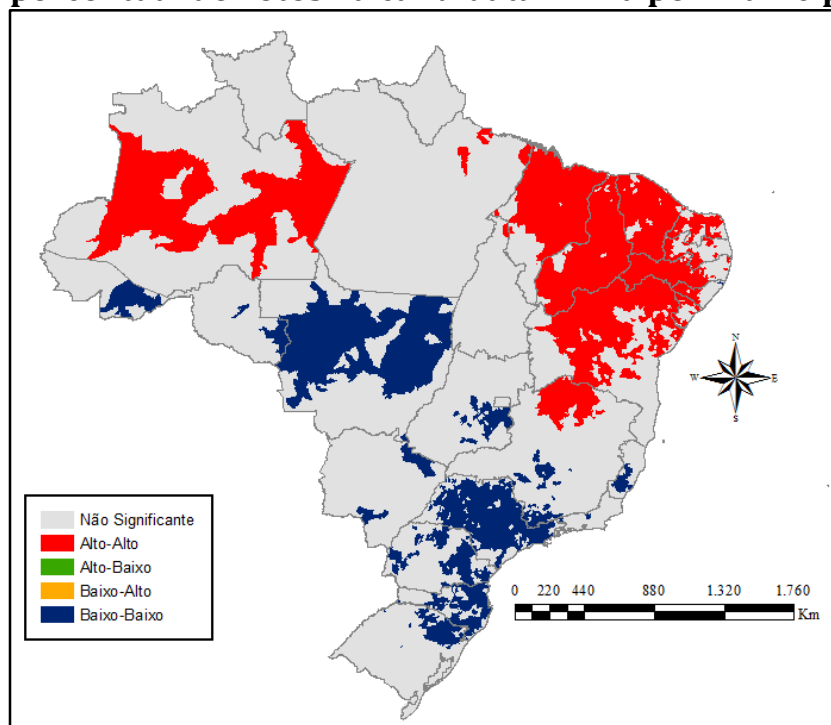 N
W E
S
Não Significante
Alto-Alto
Alto-Baixo
Baixo-Alto
Baixo-Baixo
0 220 440 880 1.320 1.760
Km